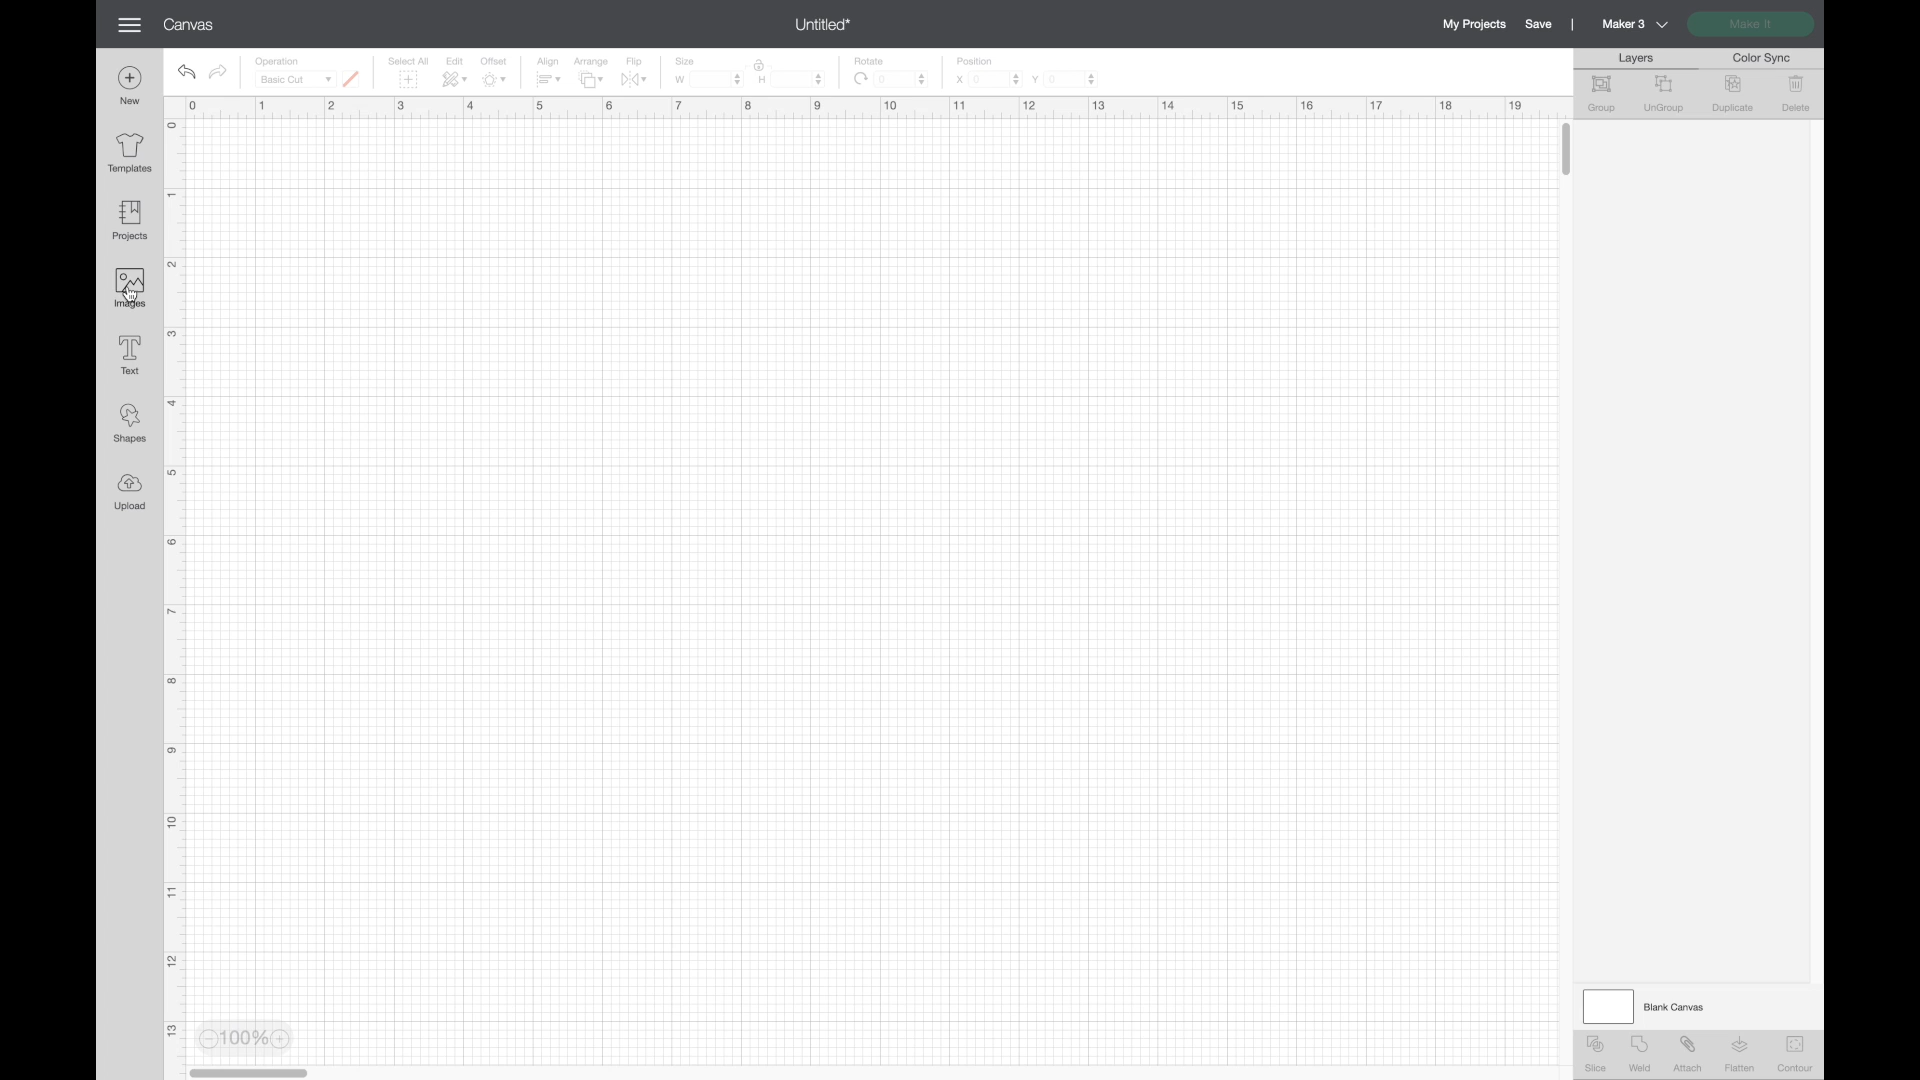 Canvas
Untitled*
My Projects
Save
|
Maker 3
Make It
New
Templates
Projects
Images
Text
Shapes
Upload
Operation
Basic Cut
Select All
Edit
Offset
Align
Arrange
Flip
Size
W
H
Rotate
0
Position
X 0
Y 0
0 1 2 3 4 5 6 7 8 9 10 11 12 13 14 15 16 17 18 19
0
1
2
3
4
5
6
7
8
9
10
11
12
13
100%
Layers
Color Sync
Group
UnGroup
Duplicate
Delete
Blank Canvas
Slice
Weld
Attach
Flatten
Contour